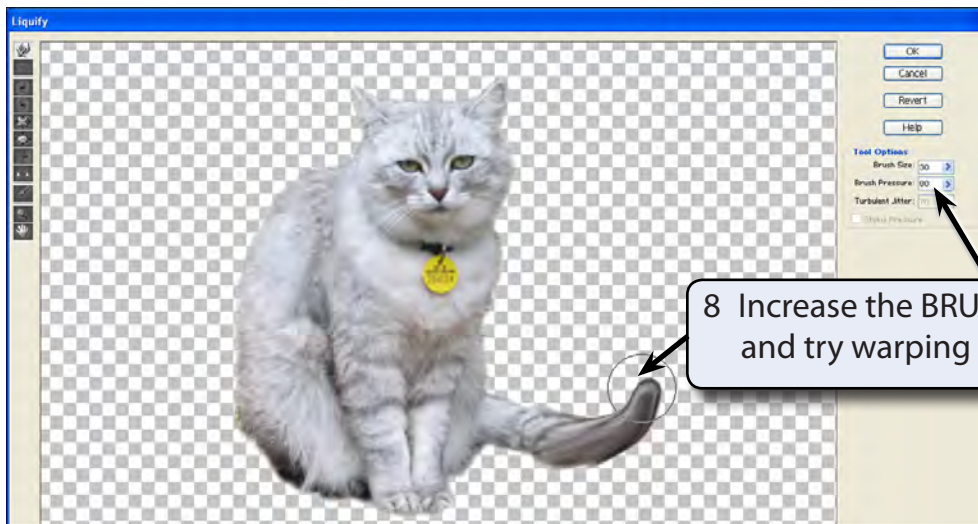 Liquify
OK
Cancel
Revert
Help
Tool Options
Brush Size:
Brush Pressure:
Turbulent Jitter:
Stylus Pressure
8 Increase the BRU
and try warping